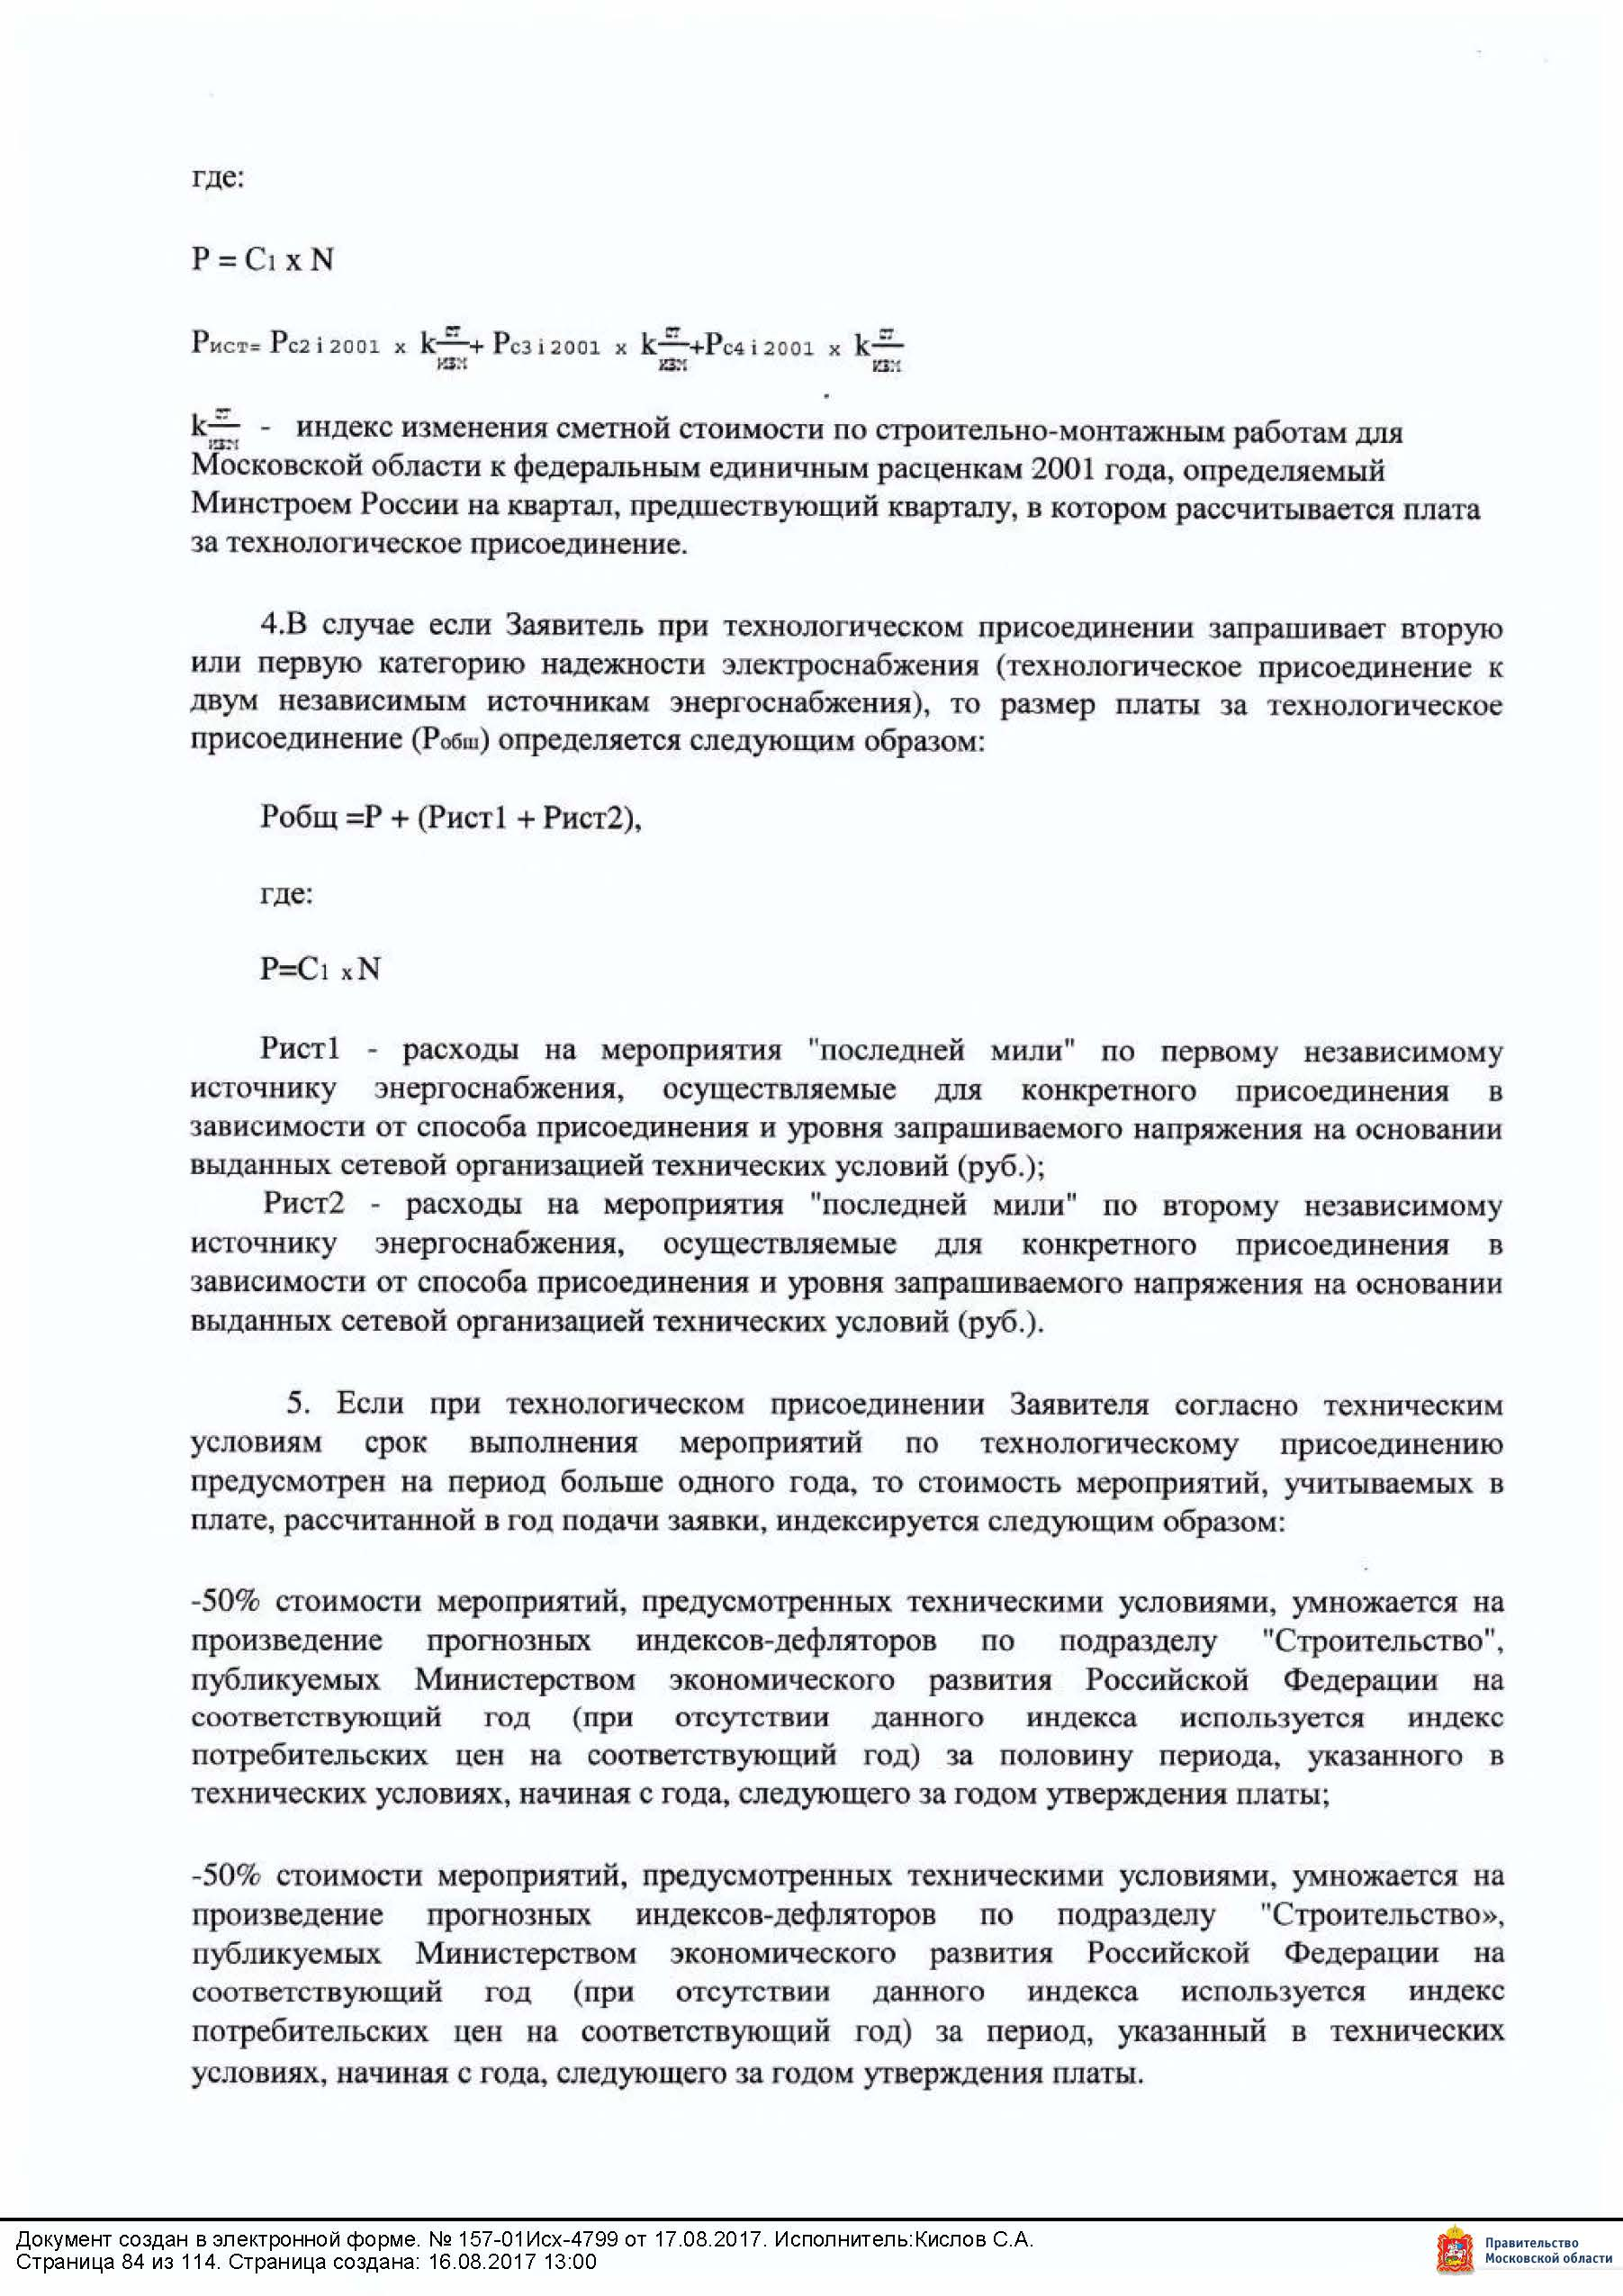 где:
P = C1 x N
Рист= Рс2 i 2001 x k ст изм + Рс3 i 2001 x k ст изм +Рс4 i 2001 x k ст изм
k ст изм - индекс изменения сметной стоимости по строительно-монтажным работам для
Московской области к федеральным единичным расценкам 2001 года, определяемый
Минстроем России на квартал, предшествующий кварталу, в котором рассчитывается плата
за технологическое присоединение.
4.В случае если Заявитель при технологическом присоединении запрашивает вторую
или первую категорию надежности электроснабжения (технологическое присоединение к
двум независимым источникам энергоснабжения), то размер платы за технологическое
присоединение (Робщ) определяется следующим образом:
Робщ =Р + (Рист1 + Рист2),
где:
P=C1 x N
Рист1 - расходы на мероприятия "последней мили" по первому независимому
источнику энергоснабжения, осуществляемые для конкретного присоединения в
зависимости от способа присоединения и уровня запрашиваемого напряжения на основании
выданных сетевой организацией технических условий (руб.);
Рист2 - расходы на мероприятия "последней мили" по второму независимому
источнику энергоснабжения, осуществляемые для конкретного присоединения в
зависимости от способа присоединения и уровня запрашиваемого напряжения на основании
выданных сетевой организацией технических условий (руб.).
5. Если при технологическом присоединении Заявителя согласно техническим
условиям срок выполнения мероприятий по технологическому присоединению
предусмотрен на период больше одного года, то стоимость мероприятий, учитываемых в
плате, рассчитанной в год подачи заявки, индексируется следующим образом:
-50% стоимости мероприятий, предусмотренных техническими условиями, умножается на
произведение прогнозных индексов-дефляторов по подразделу "Строительство",
публикуемых Министерством экономического развития Российской Федерации на
соответствующий год (при отсутствии данного индекса используется индекс
потребительских цен на соответствующий год) за половину периода, указанного в
технических условиях, начиная с года, следующего за годом утверждения платы;
-50% стоимости мероприятий, предусмотренных техническими условиями, умножается на
произведение прогнозных индексов-дефляторов по подразделу "Строительство»,
публикуемых Министерством экономического развития Российской Федерации на
соответствующий год (при отсутствии данного индекса используется индекс
потребительских цен на соответствующий год) за период, указанный в технических
условиях, начиная с года, следующего за годом утверждения платы.
Документ создан в электронной форме. № 157-01Исх-4799 от 17.08.2017. Исполнитель:Кислов С.А.
Страница 84 из 114. Страница создана: 16.08.2017 13:00
Правительство
Московской области